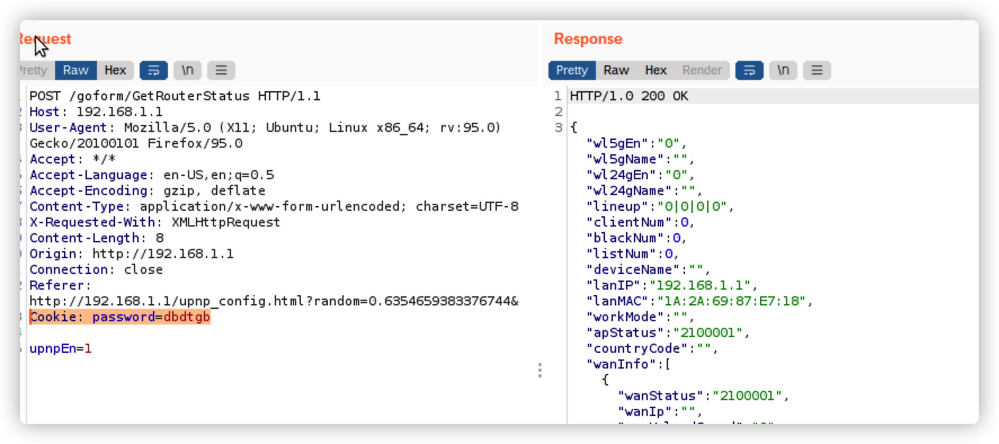 Request
Pretty Raw Hex \n
POST /goform/GetRouterStatus HTTP/1.1
Host: 192.168.1.1
User-Agent: Mozilla/5.0 (X11; Ubuntu; Linux x86_64; rv:95.0)
Gecko/20100101 Firefox/95.0
Accept: */*
Accept-Language: en-US,en;q=0.5
Accept-Encoding: gzip, deflate
Content-Type: application/x-www-form-urlencoded; charset=UTF-8
X-Requested-With: XMLHttpRequest
Content-Length: 8
Origin: http://192.168.1.1
Connection: close
Referer:
http://192.168.1.1/upnp_config.html?random=0.6354659383376744&
Cookie: password=dbdtgb
upnpEn=1
Response
Pretty Raw Hex Render \n
1 HTTP/1.0 200 OK
2
3 {
"wl5gEn":"0",
"wl5gName":"",
"wl24gEn":"0",
"wl24gName":"",
"lineup":"0|0|0|0",
"clientNum":0,
"blackNum":0,
"listNum":0,
"deviceName":"",
"lanIP":"192.168.1.1",
"lanMAC":"1A:2A:69:87:E7:18",
"workMode":"",
"apStatus":"2100001",
"countryCode":"",
"wanInfo":[
{
"wanStatus":"2100001",
"wanIp":"",